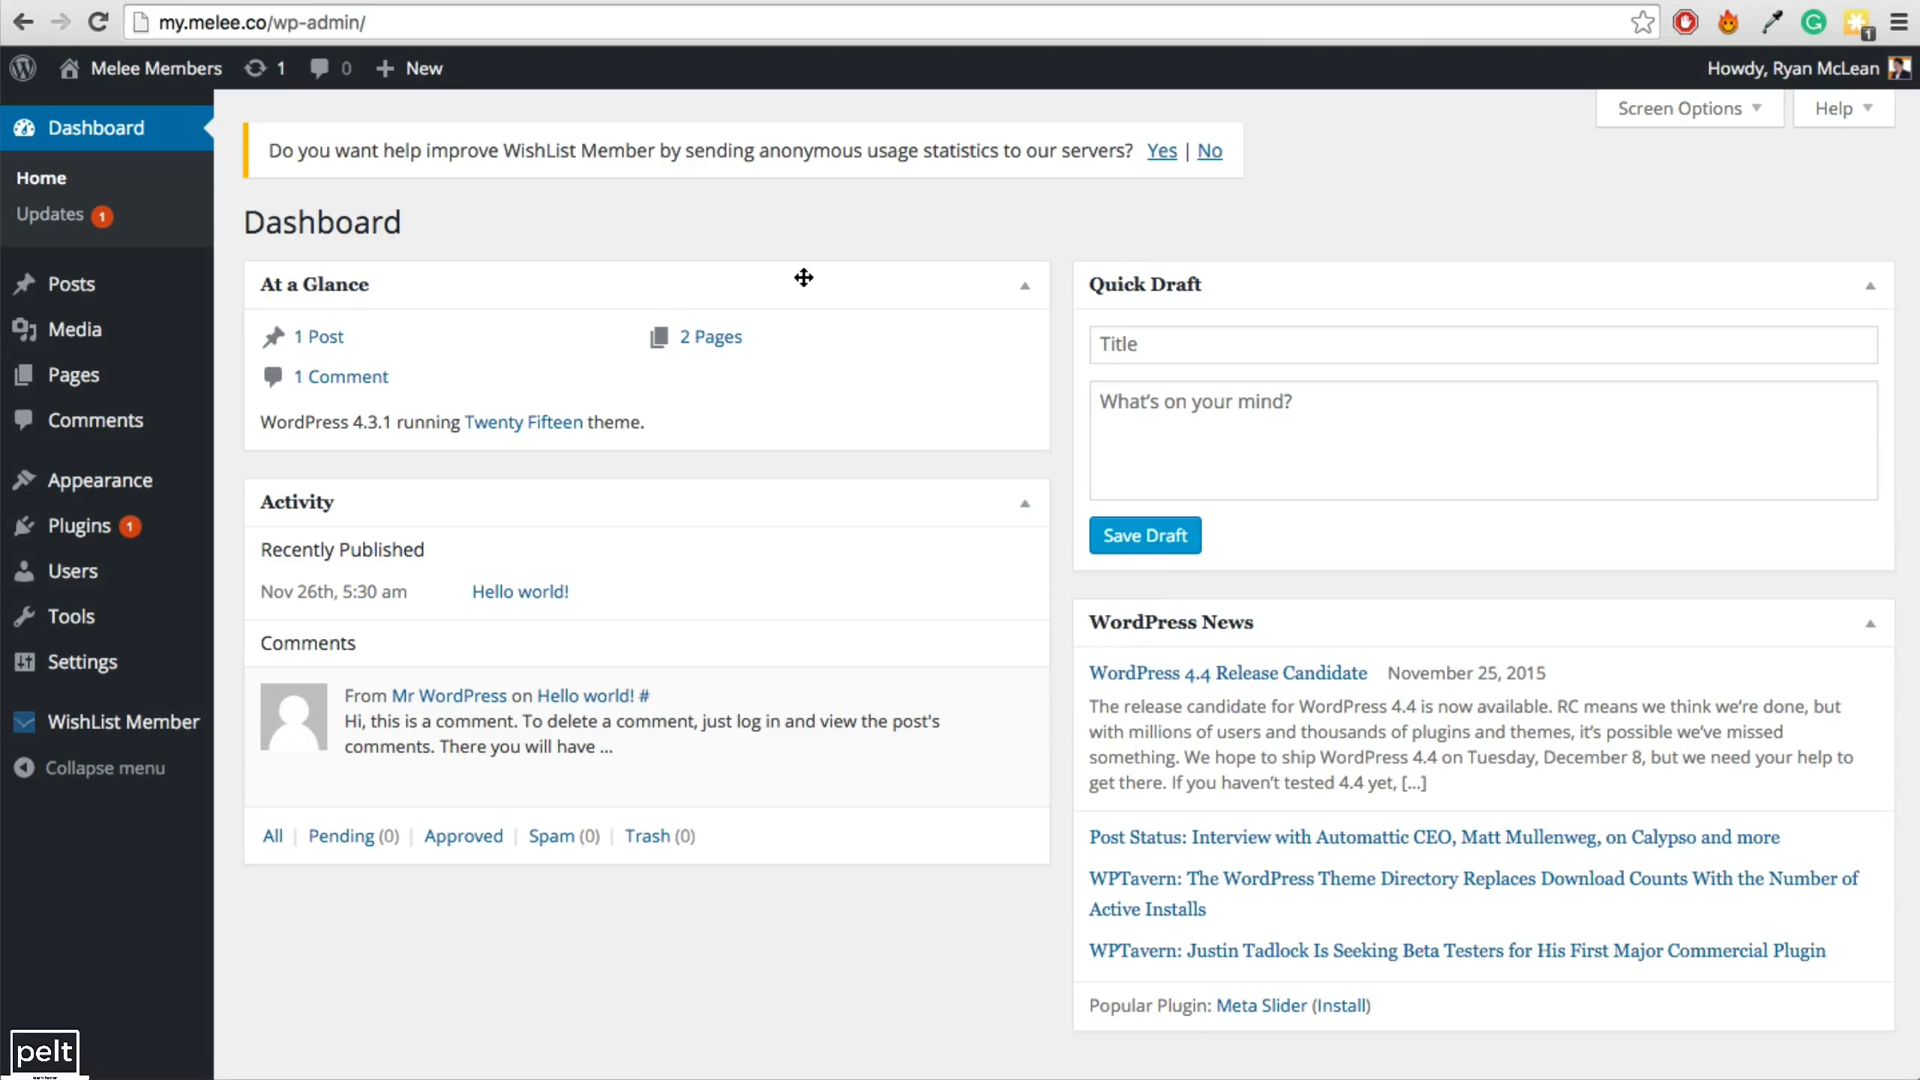 my.melee.co/wp-admin/
1
Melee Members
1
0
New
Howdy, Ryan McLean
Dashboard
Home
Updates 1
Posts
Media
Pages
Comments
Appearance
Plugins 1
Users
Tools
Settings
WishList Member
Collapse menu
Screen Options
Help
Do you want help improve WishList Member by sending anonymous usage statistics to our servers? Yes | No
Dashboard
At a Glance
1 Post
2 Pages
1 Comment
WordPress 4.3.1 running Twenty Fifteen theme.
Activity
Recently Published
Nov 26th, 5:30 am Hello world!
Comments
From Mr WordPress on Hello world! #
Hi, this is a comment. To delete a comment, just log in and view the post's
comments. There you will have ...
All | Pending (0) | Approved | Spam (0) | Trash (0)
Quick Draft
Title
What's on your mind?
Save Draft
WordPress News
WordPress 4.4 Release Candidate November 25, 2015
The release candidate for WordPress 4.4 is now available. RC means we think we're done, but
with millions of users and thousands of plugins and themes, it's possible we've missed
something. We hope to ship WordPress 4.4 on Tuesday, December 8, but we need your help to
get there. If you haven't tested 4.4 yet, [...]
Post Status: Interview with Automattic CEO, Matt Mullenweg, on Calypso and more
WPTavern: The WordPress Theme Directory Replaces Download Counts With the Number of
Active Installs
WPTavern: Justin Tadlock Is Seeking Beta Testers for His First Major Commercial Plugin
Popular Plugin: Meta Slider (Install)
pelt